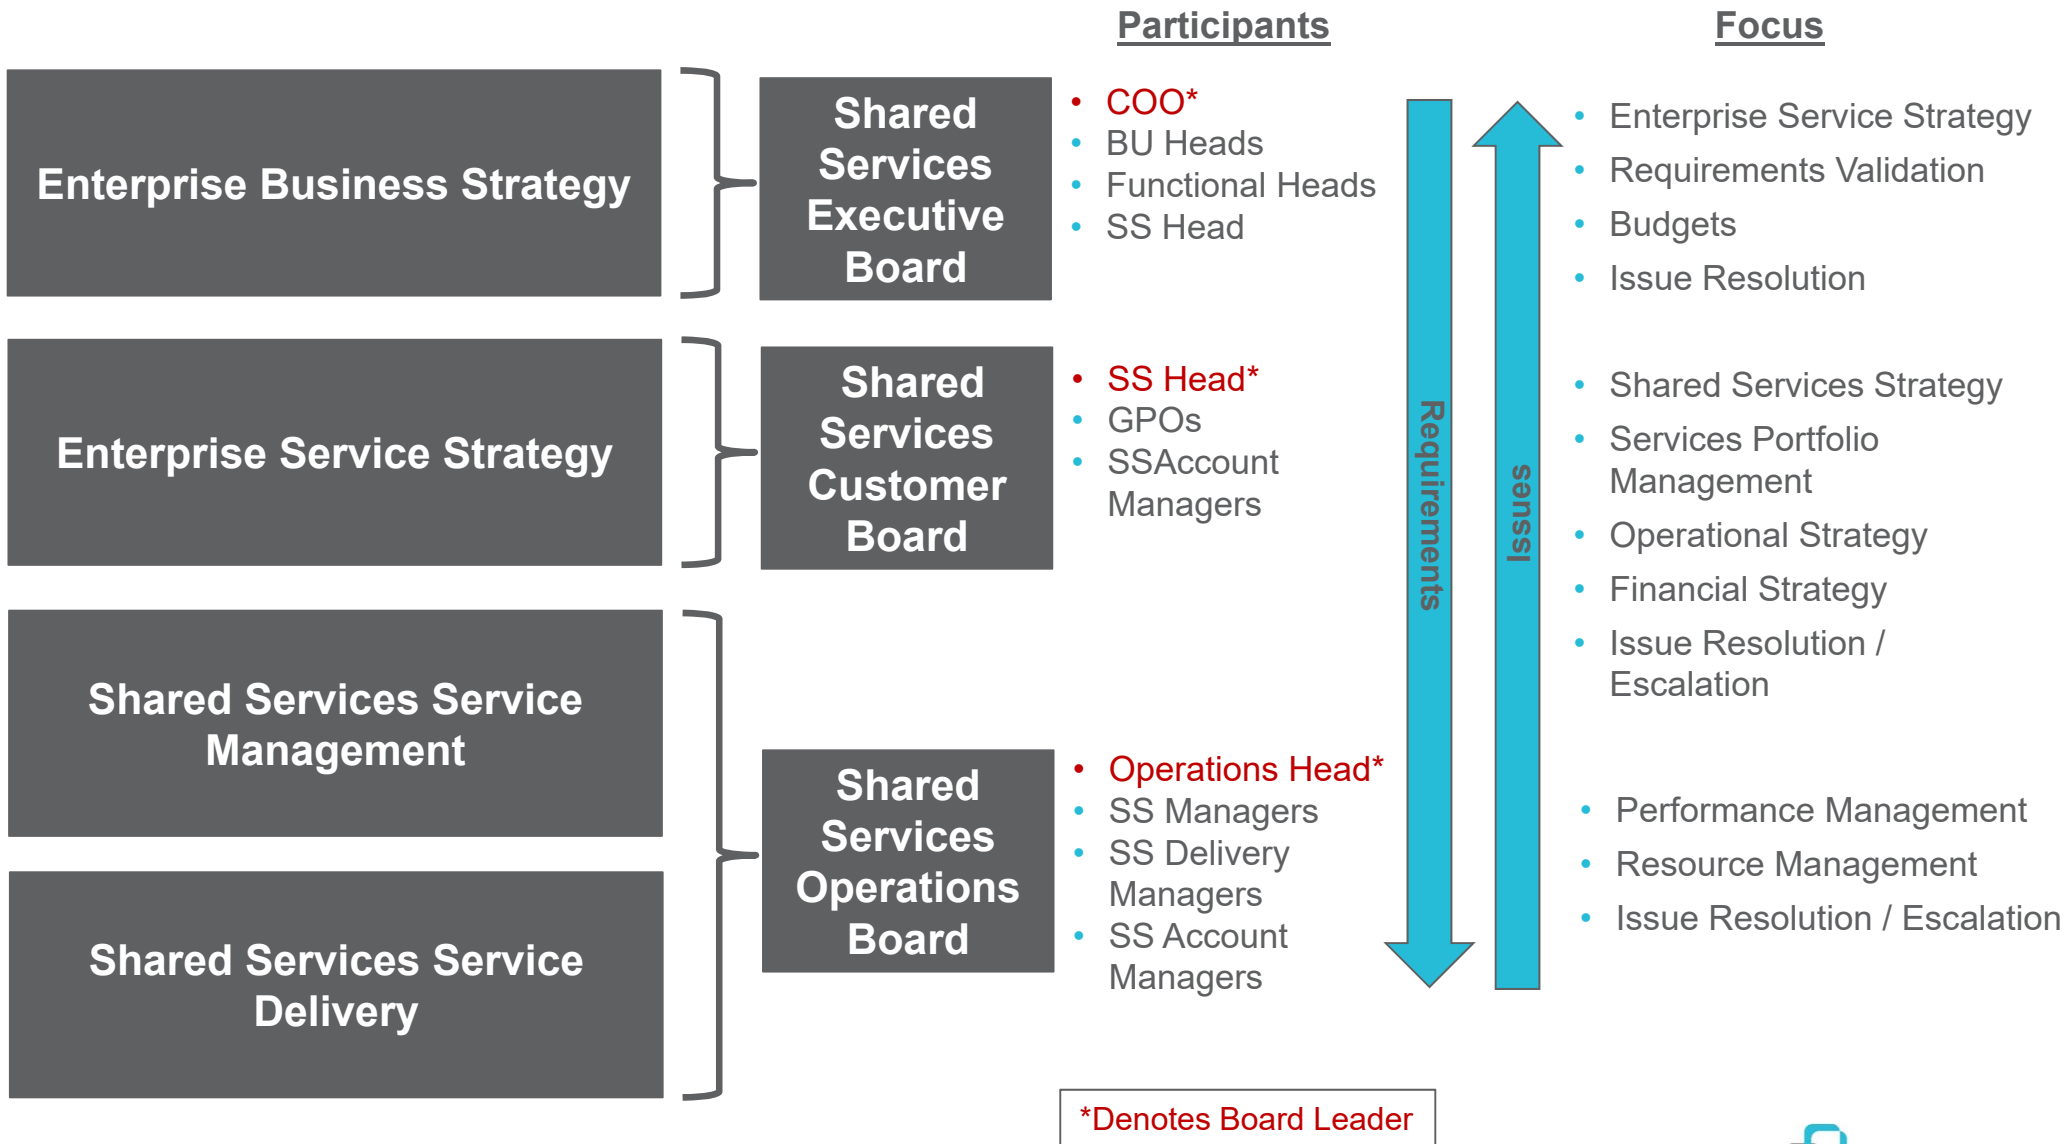 Participants
Focus
Enterprise Business Strategy
Shared
Services
Executive
Board
• COO*
• BU Heads
• Functional Heads
• SS Head
• Enterprise Service Strategy
• Requirements Validation
• Budgets
• Issue Resolution
Enterprise Service Strategy
Shared
Services
Customer
Board
• SS Head*
• GPOs
• SSAccount
Managers
Requirements
Issues
• Shared Services Strategy
• Services Portfolio
Management
• Operational Strategy
• Financial Strategy
• Issue Resolution /
Escalation
Shared Services Service
Management
Shared Services Service
Delivery
Shared
Services
Operations
Board
• Operations Head*
• SS Managers
• SS Delivery
Managers
• SS Account
Managers
• Performance Management
• Resource Management
• Issue Resolution / Escalation
*Denotes Board Leader